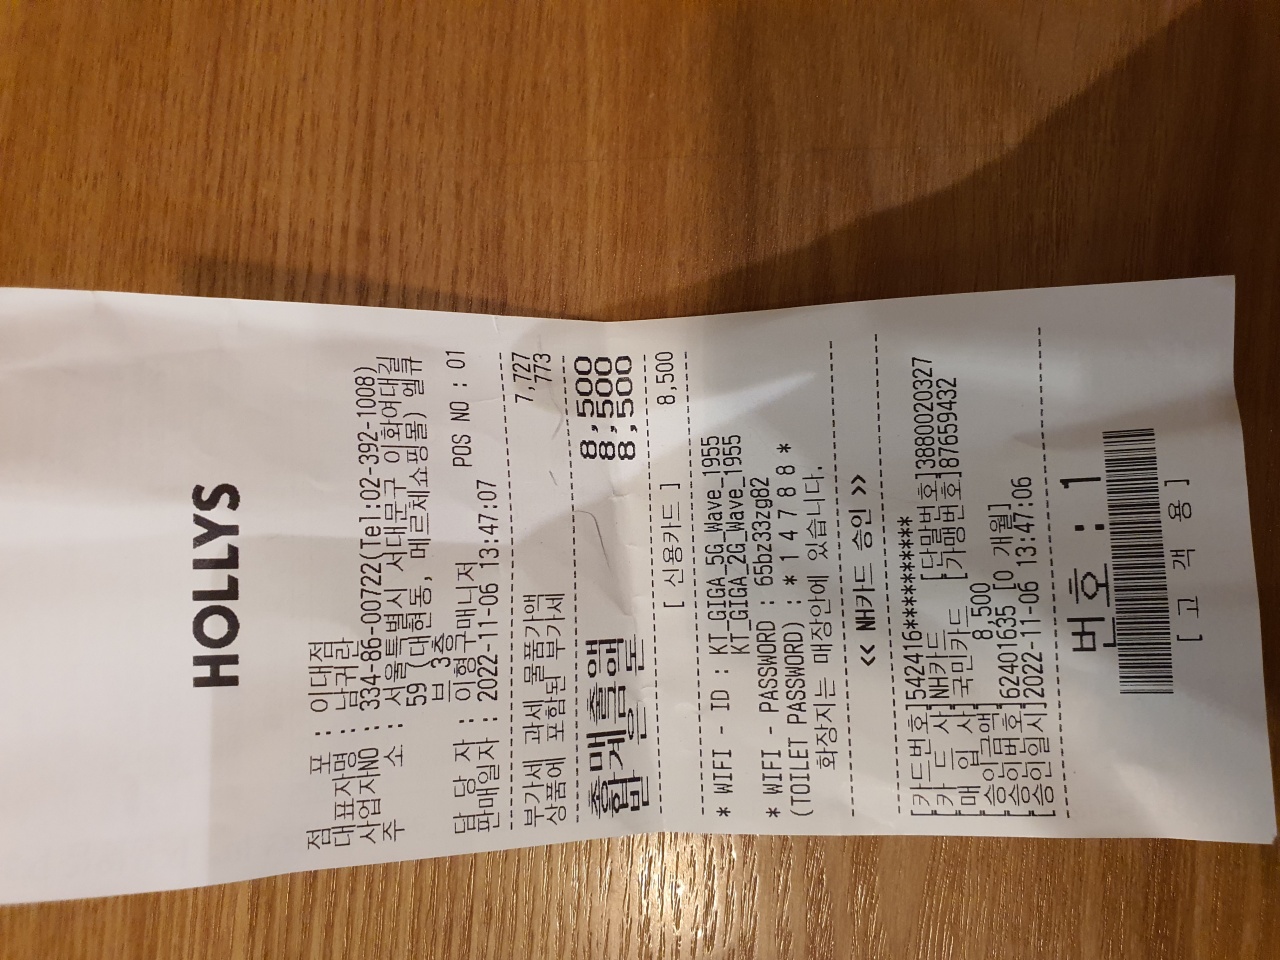 HOLLYS
점 포 : 이대점
대표자명 : 남귀란
사업자NO : 334-86-00722(Tel:02-392-1008)
주 소 : 서울특별시 서대문구 이화여대길
59 (대현동, 메르체쇼핑몰) 엘큐
브 3층
담 당 자 : 이형구매니저 POS NO : 01
판매일자 : 2022-11-06 13:47:07
부가세 과세 물품가액 7,727
상품에 포함된 부가세 773
총 매 출 액 8,500
합 계 금 액 8,500
받 은 돈 8,500
[ 신용카드 ] 8,500
* WIFI - ID : KT_GIGA_5G_Wave_1955
KT_GIGA_2G_Wave_1955
* WIFI - PASSWORD : 65bz33zg82
(TOILET PASSWORD) : * 1 4 7 8 8 *
화장지는 매장안에 있습니다.
<< NH카드 승인 >>
[카드번호]542416**********
[카 드 사]NH카드 [단말번호]3880020327
[매 입 사]국민카드 [가맹번호]87659432
[승인금액] 8,500
[승인번호]62401635 [0 개월]
[승인일시]2022-11-06 13:47:06
번호 : 1
[ 고 객 용 ]